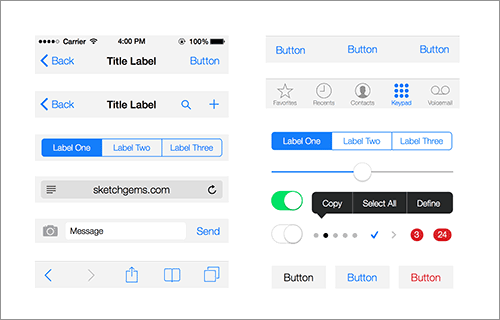 Carrier 4:00 PM 100%
Back Title Label Button
Back Title Label
Label One Label Two Label Three
sketchgems.com
Message Send
Button Button Button
Favorites Recents Contacts Keypad Voicemail
Label One Label Two Label Three
Copy Select All Define
3 24
Button Button Button